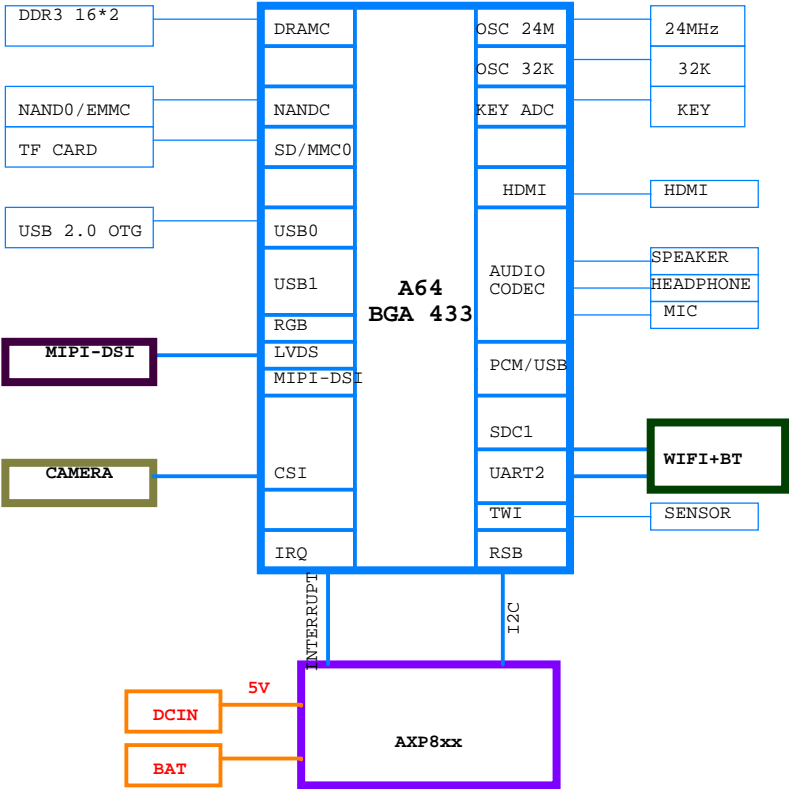 DDR3 16*2
DRAMC
OSC 24M
24MHz
OSC 32K
32K
NAND0/EMMC
NANDC
KEY ADC
KEY
TF CARD
SD/MMC0
HDMI
HDMI
USB 2.0 OTG
USB0
SPEAKER
USB1
A64
BGA 433
AUDIO
CODEC
HEADPHONE
MIC
RGB
MIPI-DSI
LVDS
MIPI-DSI
PCM/USB
SDC1
WIFI+BT
CAMERA
CSI
UART2
TWI
SENSOR
IRQ
RSB
INTERRUPT
I2C
5V
DCIN
AXP8xx
BAT